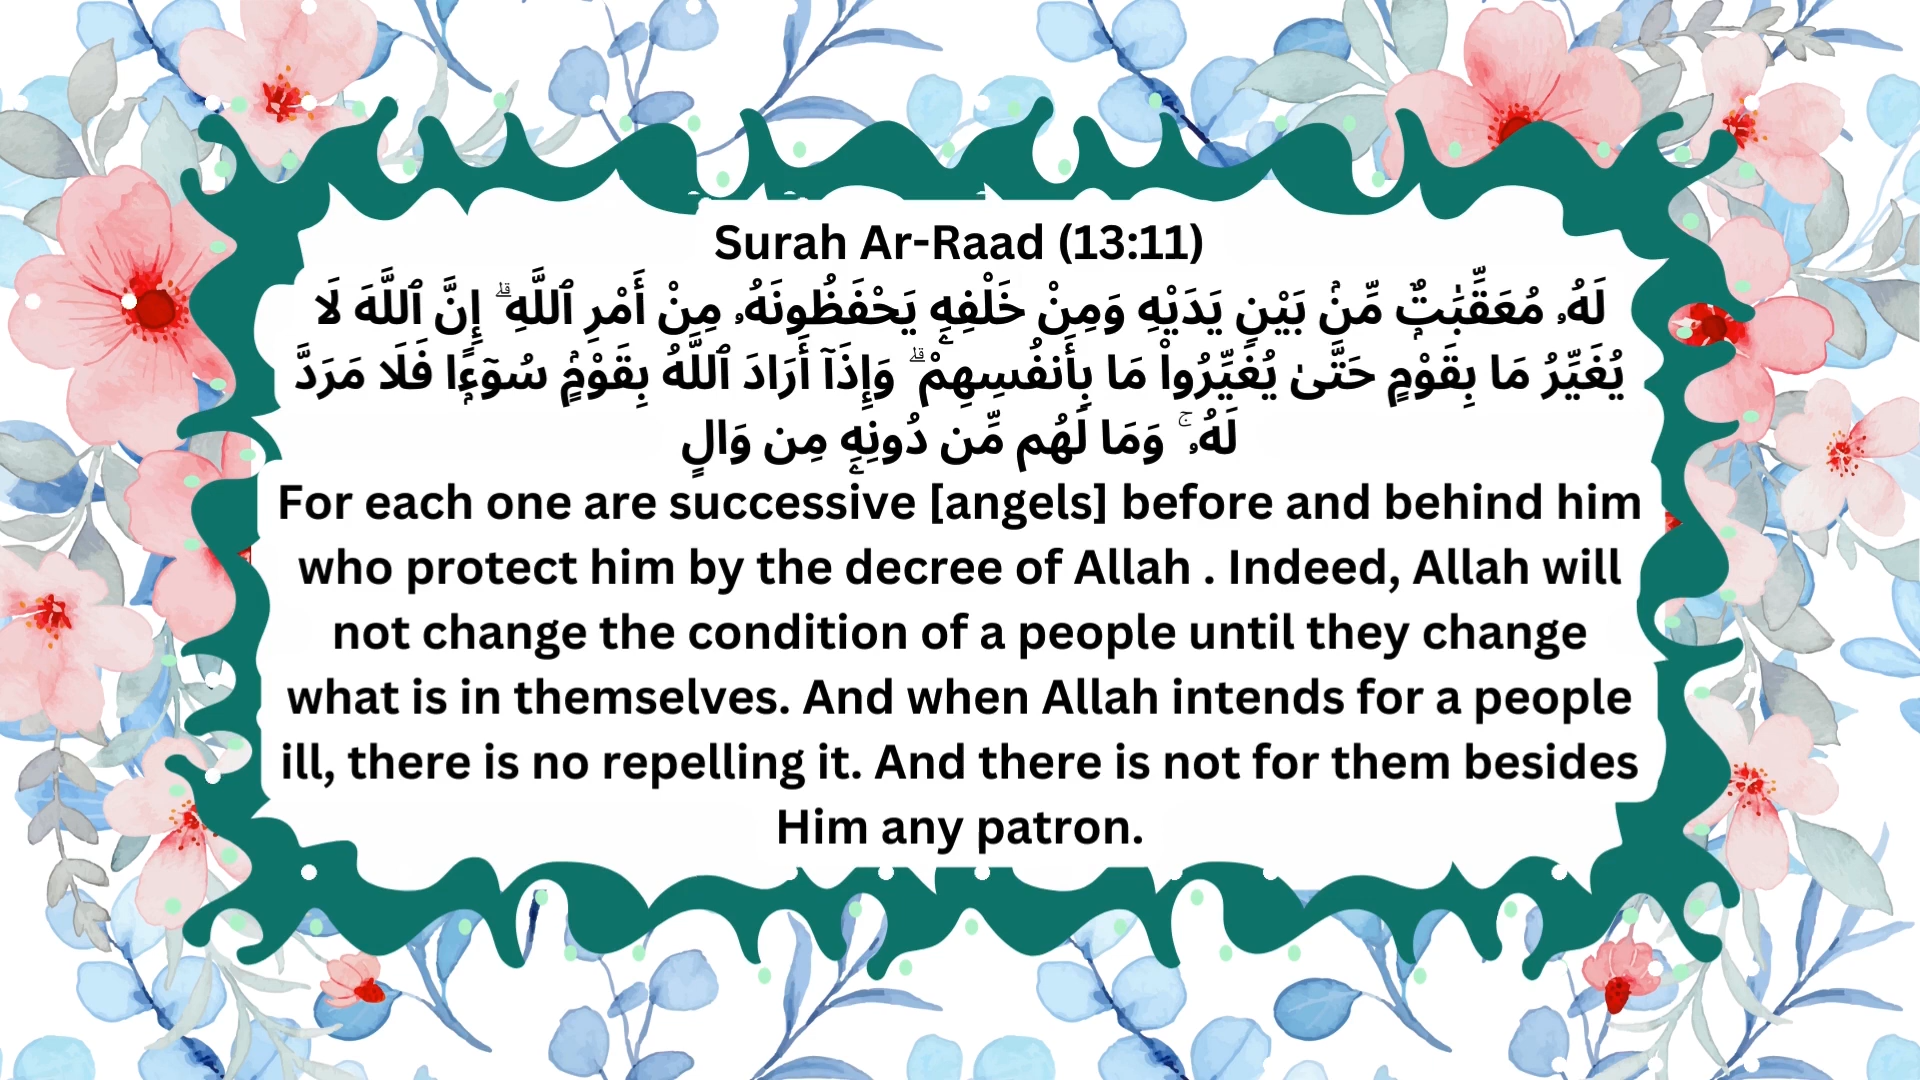 Surah Ar-Raad (13:11)
لَهُۥ مُعَقِّبَٰتٌۭ مِّنۢ بَيْنِ يَدَيْهِ وَمِنْ خَلْفِهِۦ يَحْفَظُونَهُۥ مِنْ أَمْرِ ٱللَّهِ ۗ إِنَّ ٱللَّهَ لَا
يُغَيِّرُ مَا بِقَوْمٍ حَتَّىٰ يُغَيِّرُوا۟ مَا بِأَنفُسِهِمْ ۗ وَإِذَآ أَرَادَ ٱللَّهُ بِقَوْمٍۢ سُوٓءًۭا فَلَا مَرَدَّ
لَهُۥ ۚ وَمَا لَهُم مِّن دُونِهِۦ مِن وَالٍ
For each one are successive [angels] before and behind him
who protect him by the decree of Allah . Indeed, Allah will
not change the condition of a people until they change
what is in themselves. And when Allah intends for a people
ill, there is no repelling it. And there is not for them besides
Him any patron.